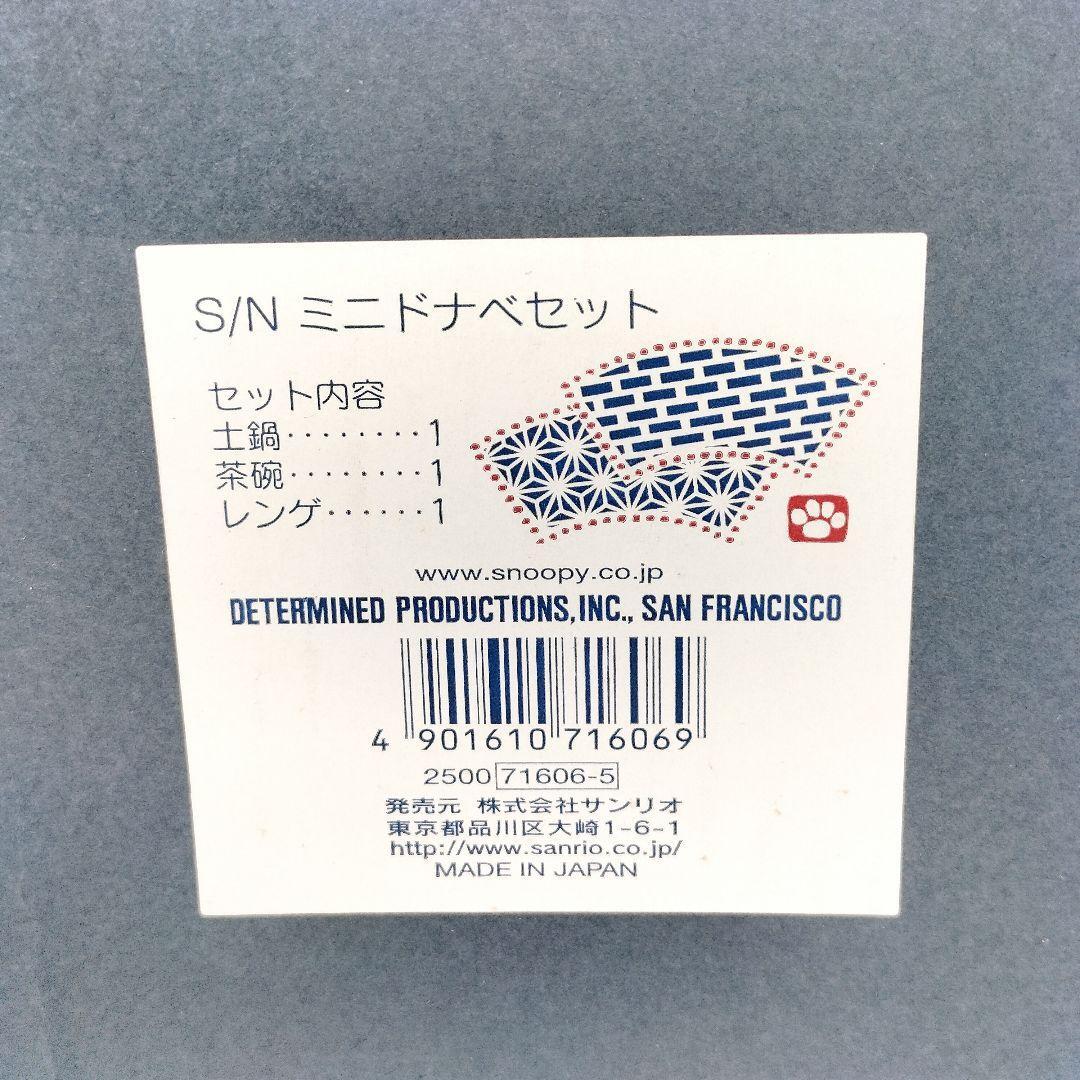 S/N ミニドナベセット
セット内容
土鍋········1
茶碗········1
レンゲ······1
www.snoopy.co.jp
DETERMINED PRODUCTIONS,INC., SAN FRANCISCO
4 901610 716069
2500 71606-5
発売元 株式会社サンリオ
東京都品川区大崎1-6-1
http://www.sanrio.co.jp/
MADE IN JAPAN